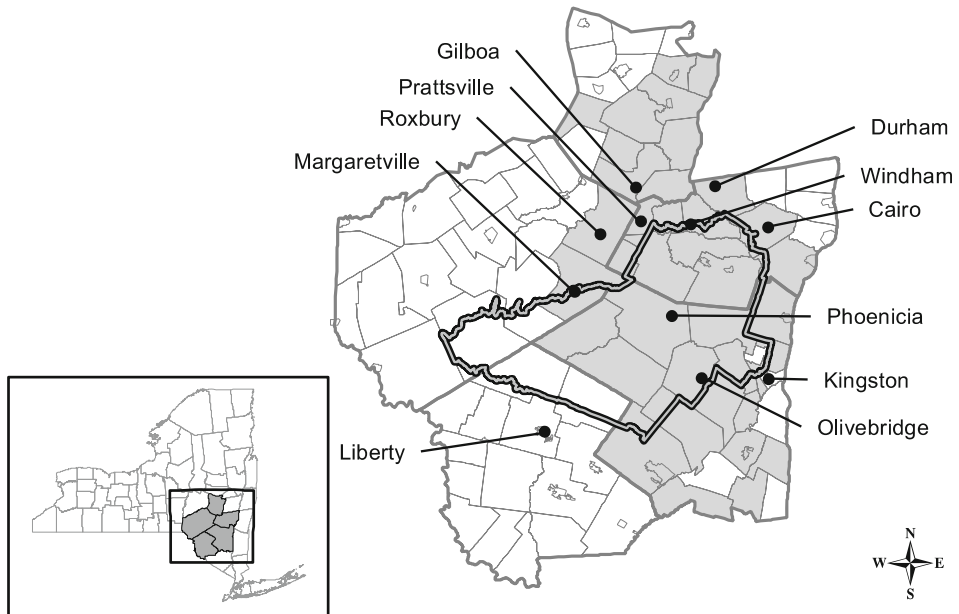 Gilboa
Prattsville
Roxbury
Margaretville
Durham
Windham
Cairo
Phoenicia
Kingston
Olivebridge
Liberty
N
W E
S